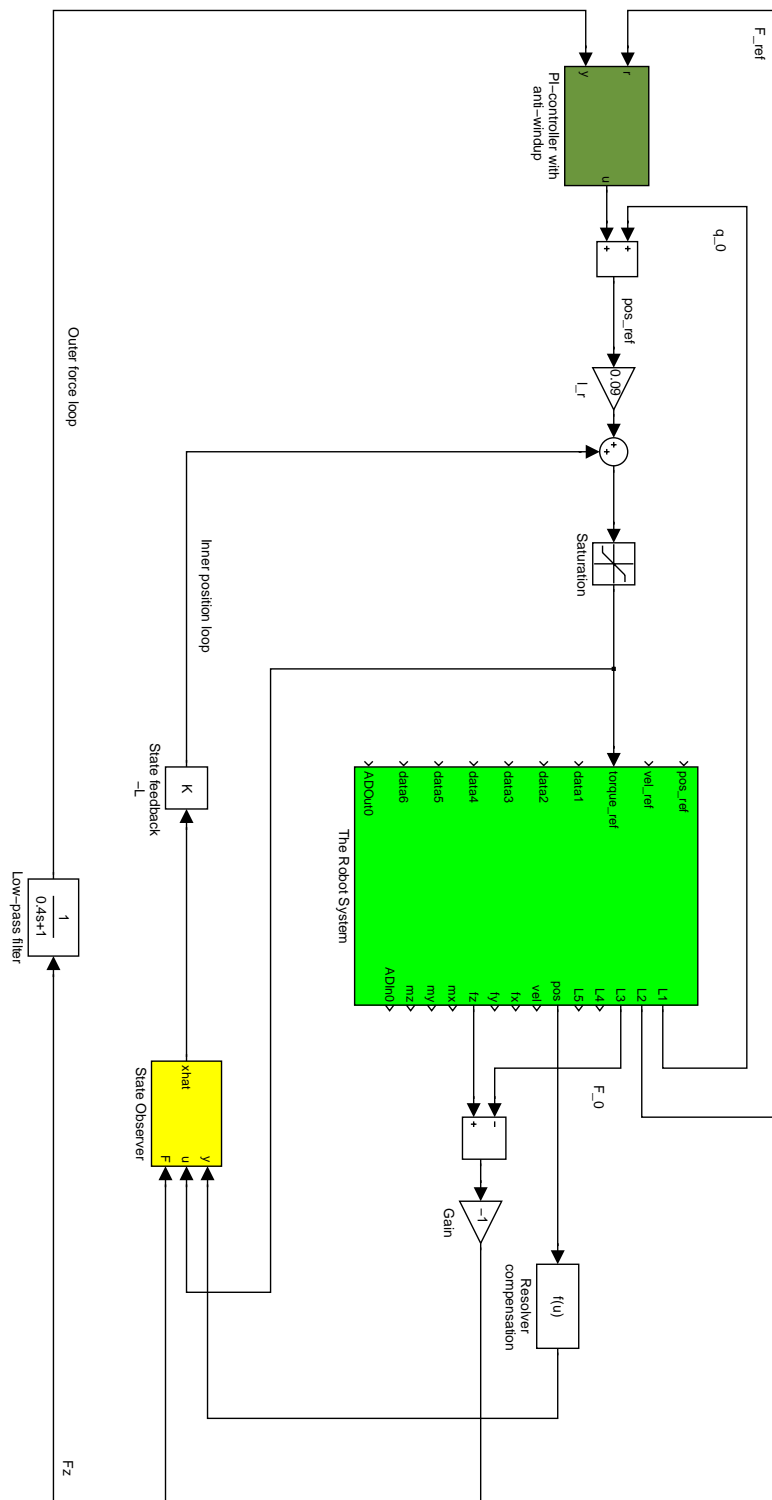 F_ref
r
y
PI−controller with
anti−windup
u
q_0
+
+
pos_ref
0.09
l_r
+
+
Saturation
Outer force loop
Inner position loop
pos_ref
vel_ref
torque_ref
data1
data2
data3
data4
data5
data6
ADOut0
The Robot System
L1
L2
L3
L4
L5
pos
vel
fx
fy
fz
mx
my
mz
ADIn0
K
State feedback
−L
1
0.4s+1
Low−pass filter
F_0
−
+
−1
Gain
xhat
y
u
F
State Observer
f(u)
Resolver
compensation
Fz